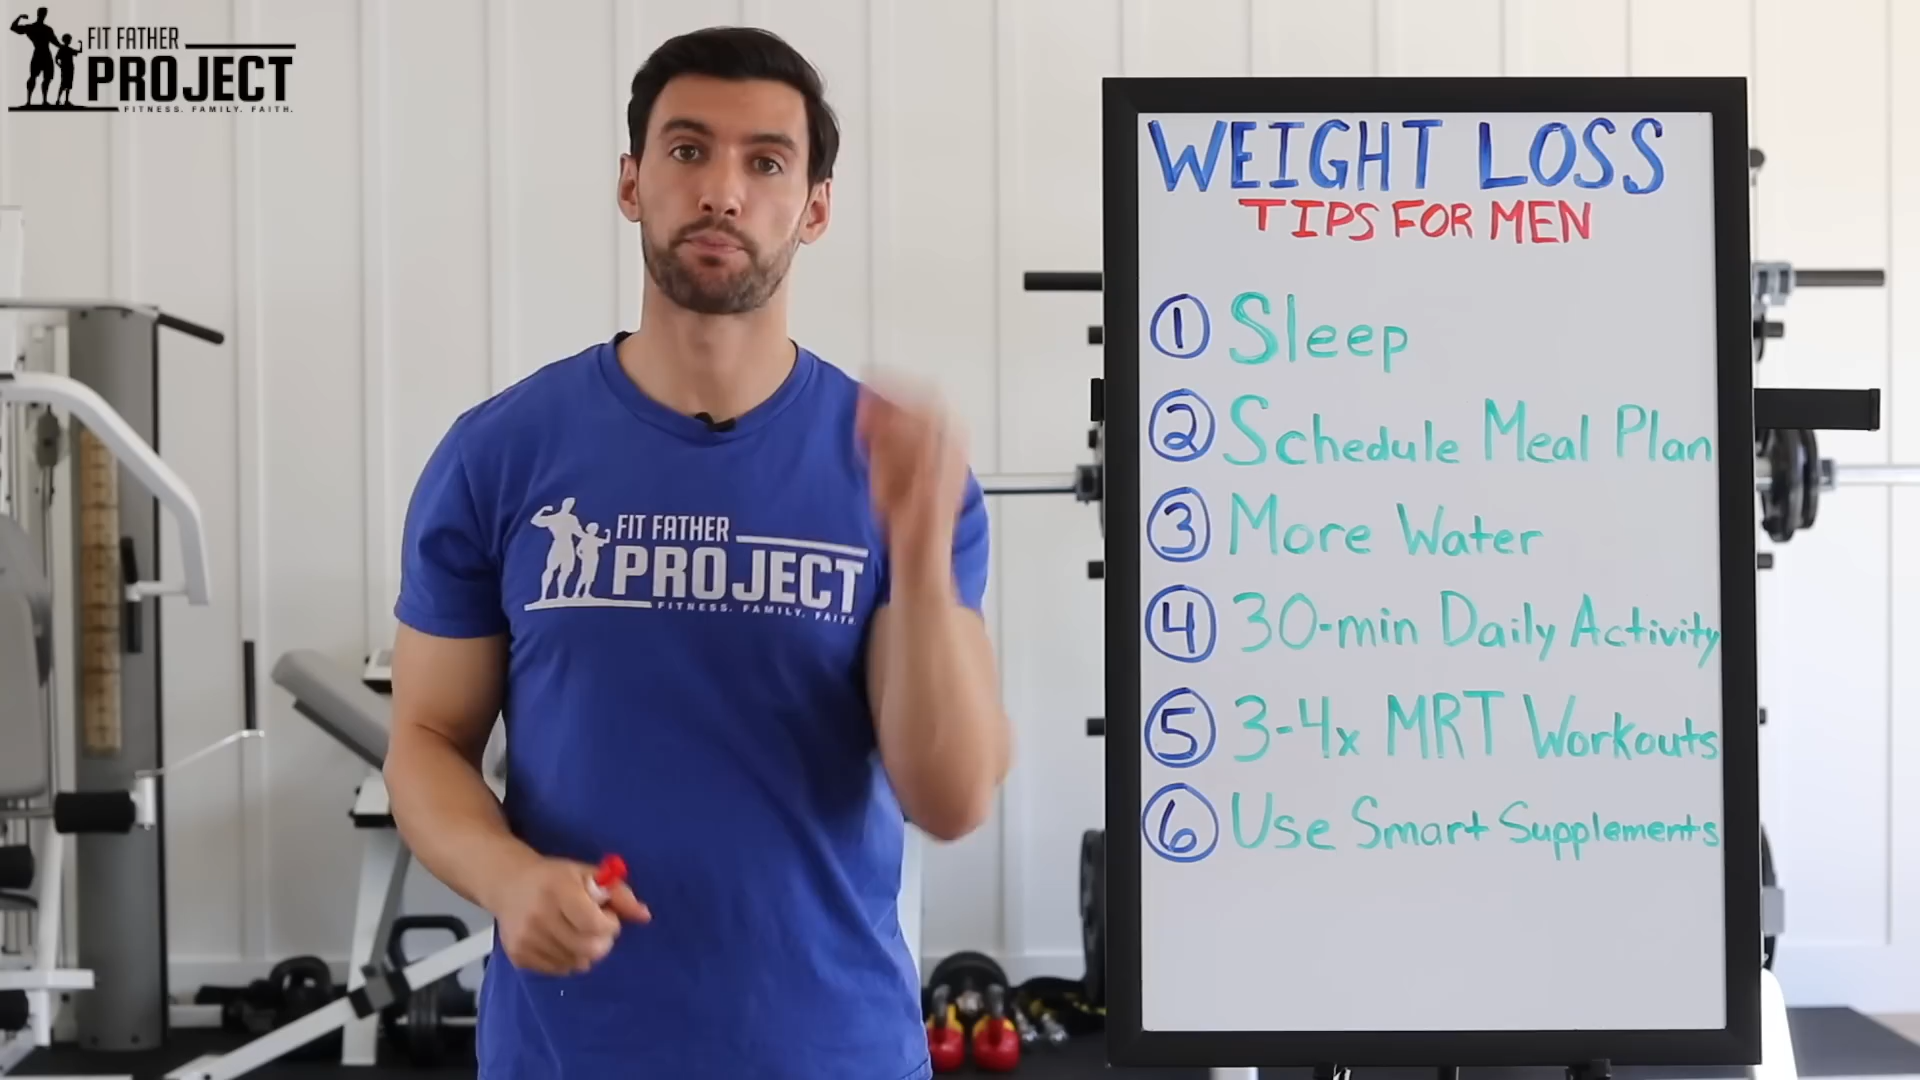 FIT FATHER
PROJECT
FITNESS. FAMILY. FAITH.
WEIGHT LOSS
TIPS FOR MEN
1 Sleep
2 Schedule Meal Plan
3 More Water
4 30-min Daily Activity
5 3-4x MRT Workouts
6 Use Smart Supplements
FIT FATHER
PROJECT
FITNESS. FAMILY. FAITH.